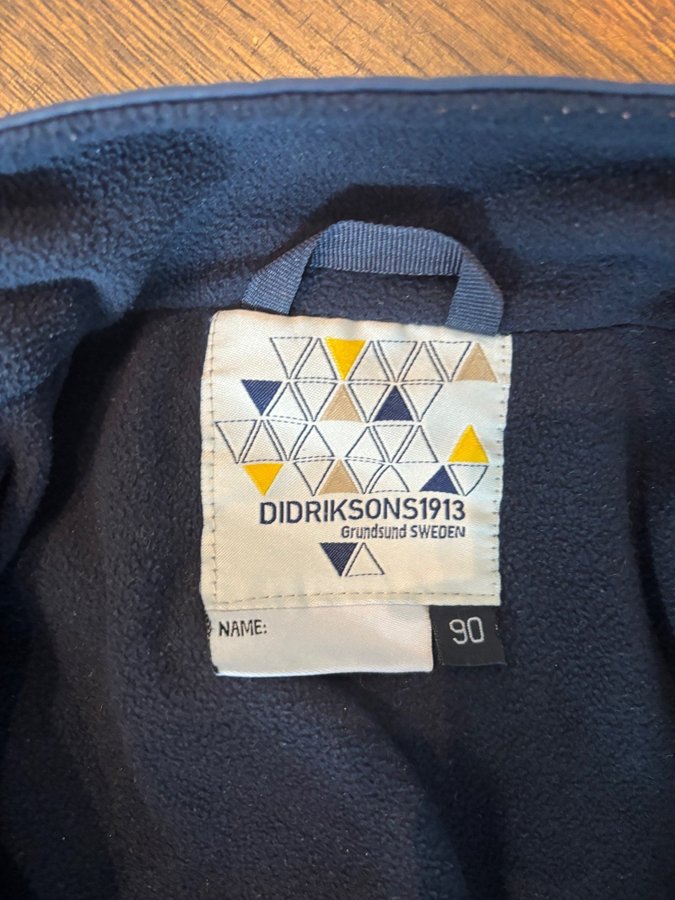 DIDRIKSONS1913
Grundsund SWEDEN
NAME:
90